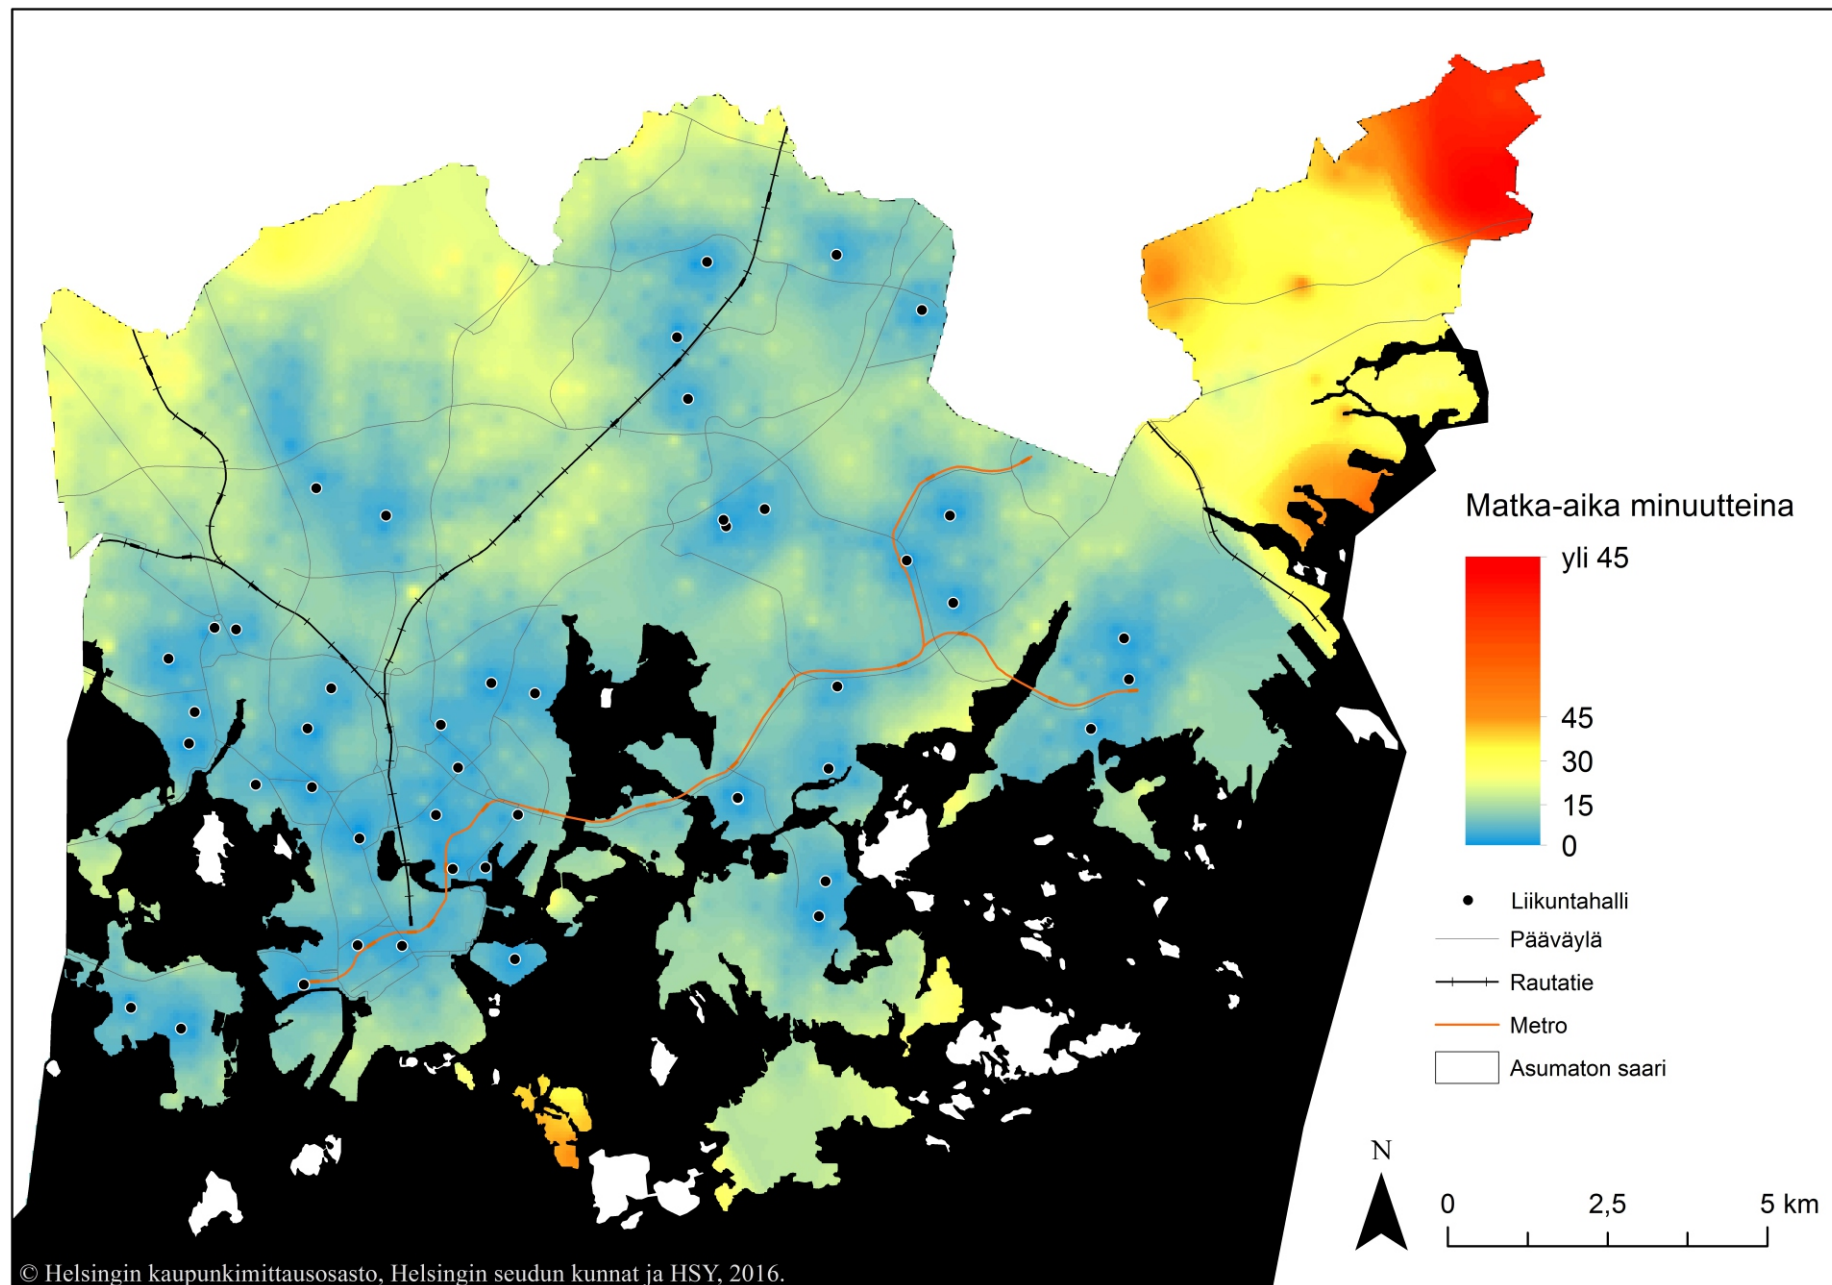 Matka-aika minuutteina
yli 45
45
30
15
0
Liikuntahalli
Pääväylä
Rautatie
Metro
Asumaton saari
N
0 2,5 5 km
© Helsingin kaupunkimittausosasto, Helsingin seudun kunnat ja HSY, 2016.